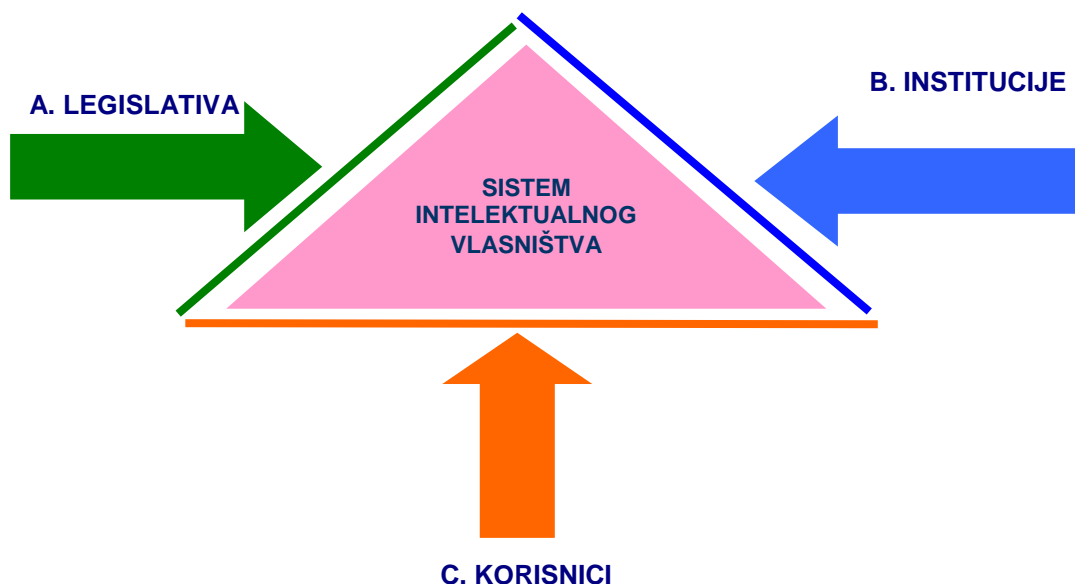 A. LEGISLATIVA
B. INSTITUCIJE
SISTEM
INTELEKTUALNOG
VLASNIŠTVA
C. KORISNICI